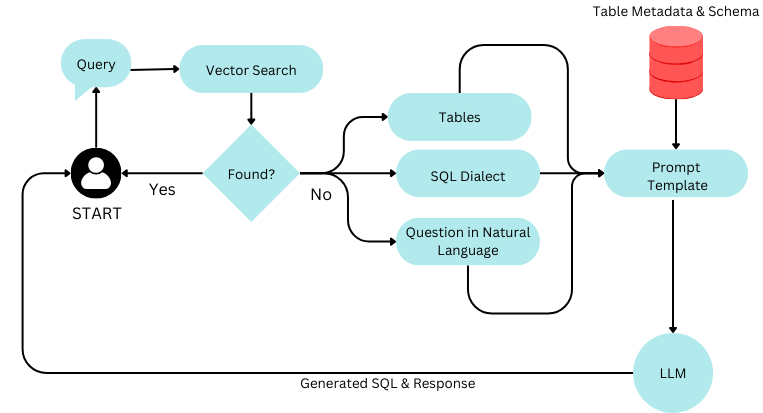 Table Metadata & Schema
Query
Vector Search
Tables
Found?
Yes
No
SQL Dialect
Prompt
Template
START
Question in Natural
Language
LLM
Generated SQL & Response